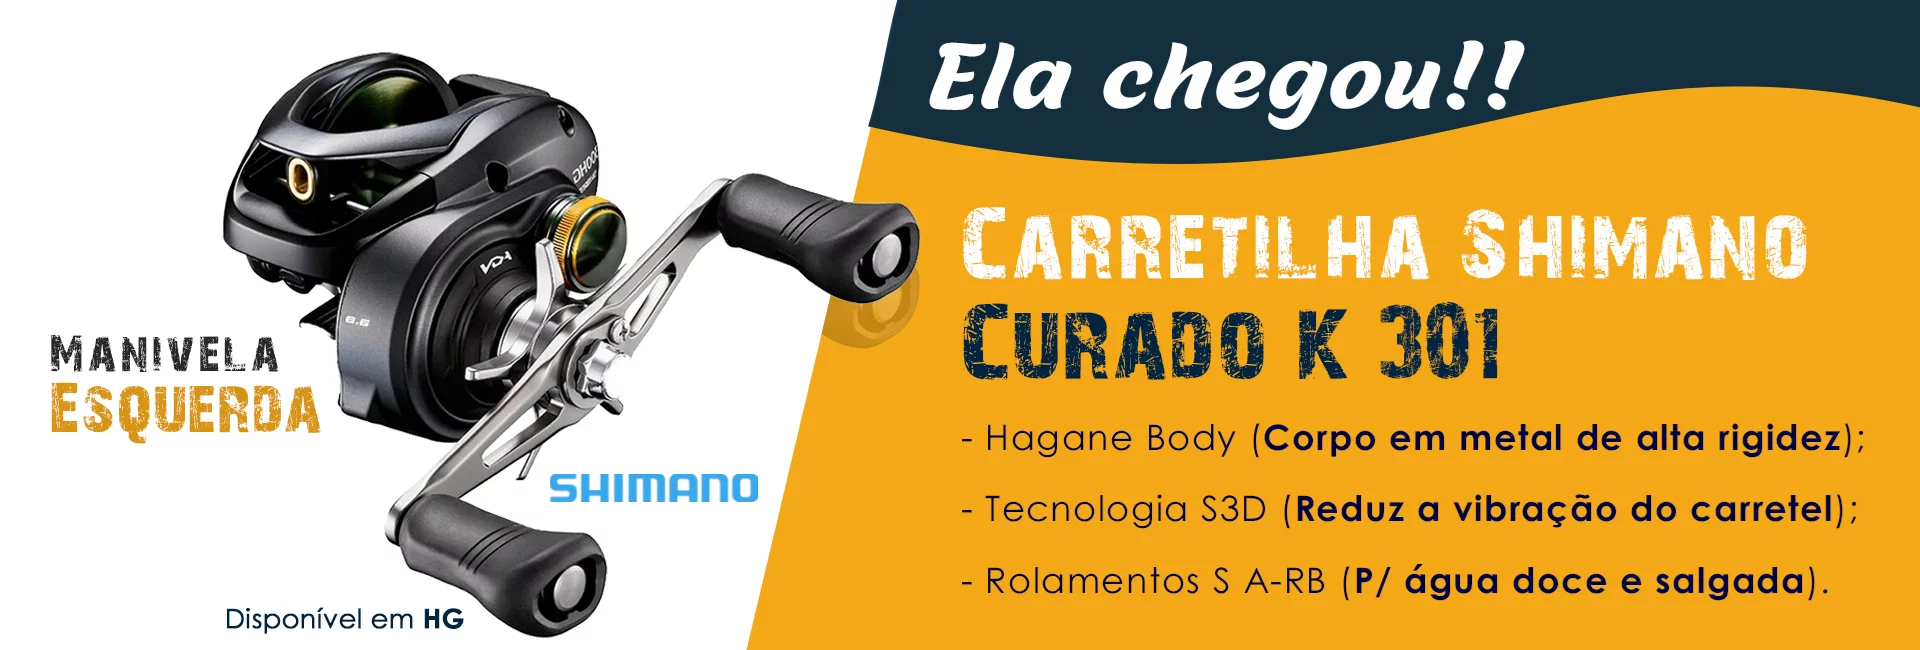 Ela chegou!!
CARRETILHA SHIMANO
CURADO K 301
- Hagane Body (Corpo em metal de alta rigidez);
- Tecnologia S3D (Reduz a vibração do carretel);
- Rolamentos S A-RB (P/ água doce e salgada).
MANIVELA
ESQUERDA
SHIMANO
Disponível em HG